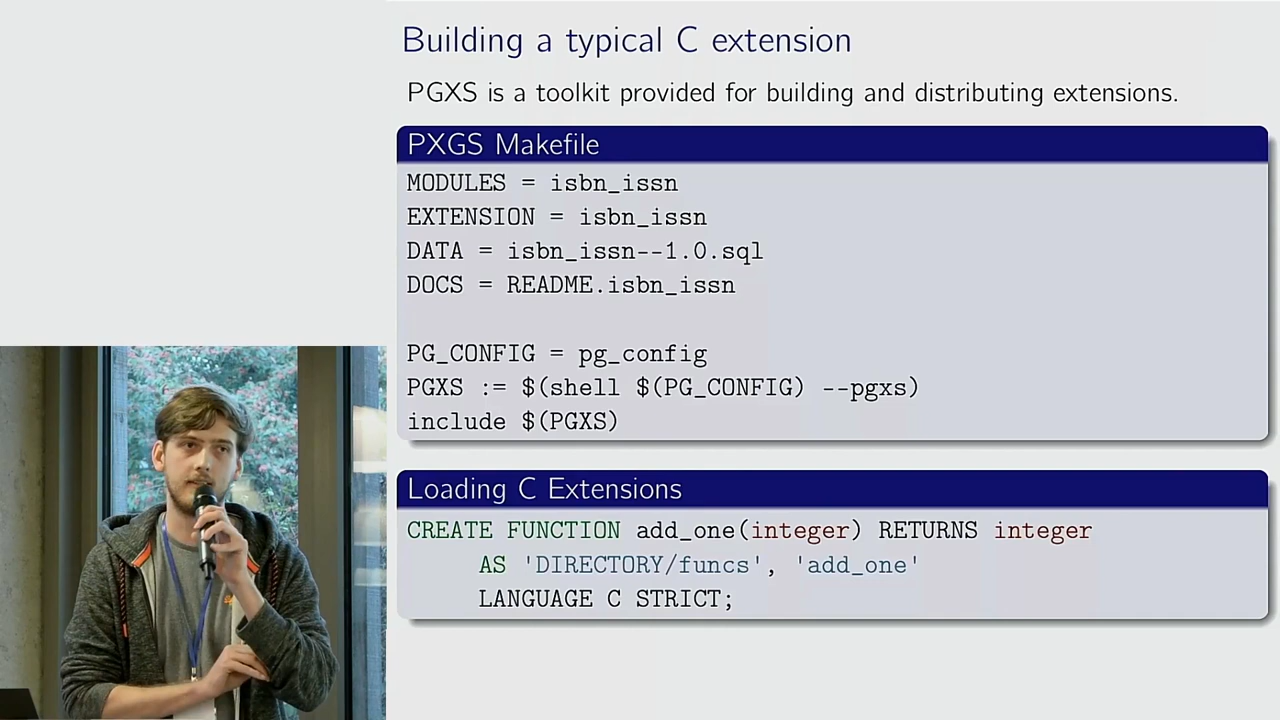 Building a typical C extension
PGXS is a toolkit provided for building and distributing extensions.
PXGS Makefile
MODULES = isbn_issn
EXTENSION = isbn_issn
DATA = isbn_issn--1.0.sql
DOCS = README.isbn_issn
PG_CONFIG = pg_config
PGXS := $(shell $(PG_CONFIG) --pgxs)
include $(PGXS)
Loading C Extensions
CREATE FUNCTION add_one(integer) RETURNS integer
AS 'DIRECTORY/funcs', 'add_one'
LANGUAGE C STRICT;